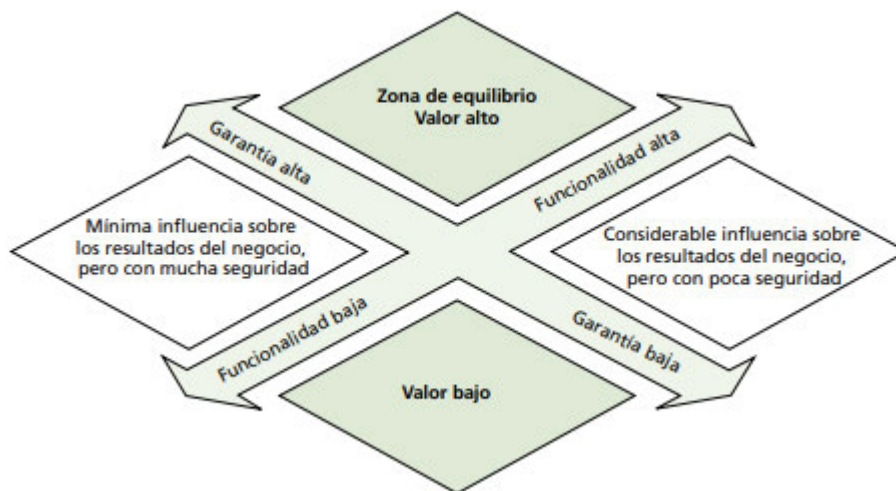 Zona de equilibrio
Valor alto
Garantía alta
Funcionalidad alta
Mínima influencia sobre
los resultados del negocio,
pero con mucha seguridad
Considerable influencia sobre
los resultados del negocio,
pero con poca seguridad
Funcionalidad baja
Garantía baja
Valor bajo